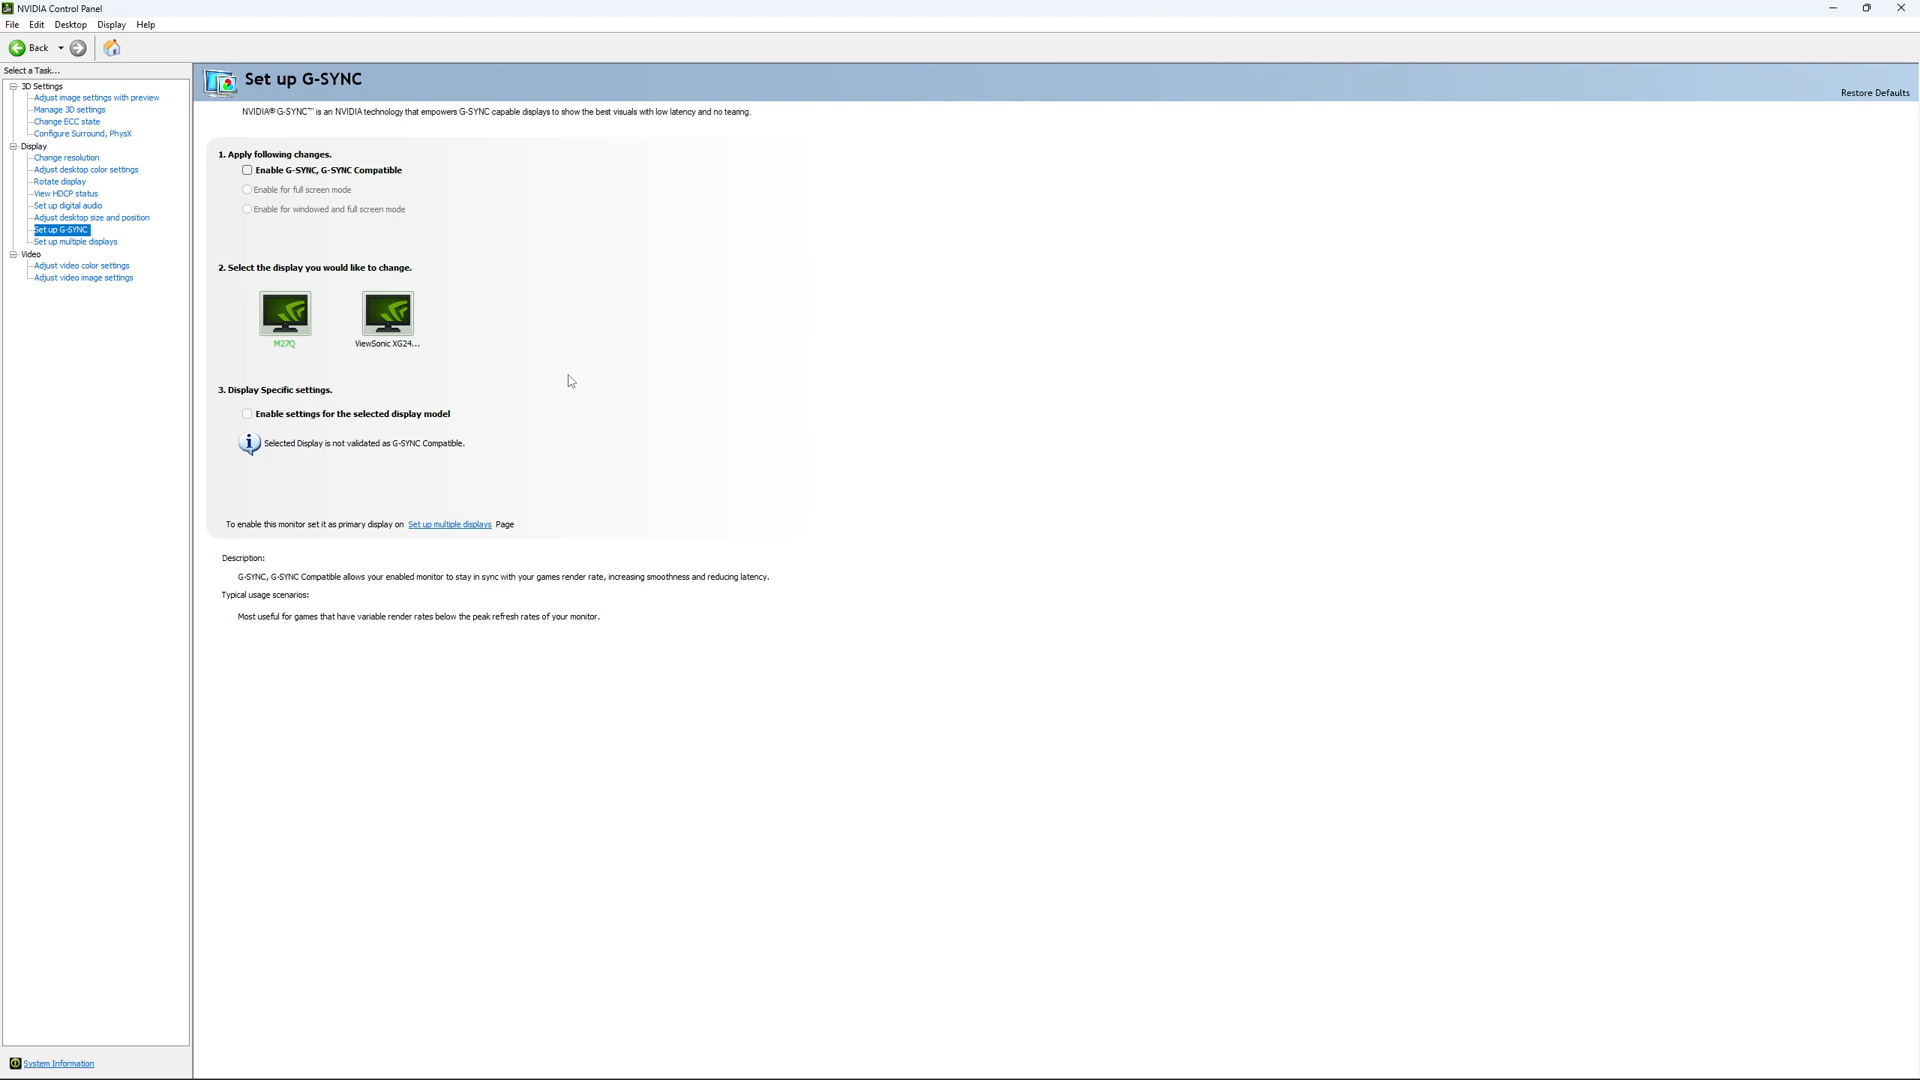 NVIDIA Control Panel
File Edit Desktop Display Help
Back
Select a Task...
3D Settings
Adjust image settings with preview
Manage 3D settings
Change ECC state
Configure Surround, PhysX
Display
Change resolution
Adjust desktop color settings
Rotate display
View HDCP status
Set up digital audio
Adjust desktop size and position
Set up G-SYNC
Set up multiple displays
Video
Adjust video color settings
Adjust video image settings
System Information
Set up G-SYNC
Restore Defaults
NVIDIA® G-SYNC™ is an NVIDIA technology that empowers G-SYNC capable displays to show the best visuals with low latency and no tearing.
1. Apply following changes.
Enable G-SYNC, G-SYNC Compatible
Enable for full screen mode
Enable for windowed and full screen mode
2. Select the display you would like to change.
M27Q ViewSonic XG24...
3. Display Specific settings.
Enable settings for the selected display model
Selected Display is not validated as G-SYNC Compatible.
To enable this monitor set it as primary display on Set up multiple displays Page
Description:
G-SYNC, G-SYNC Compatible allows your enabled monitor to stay in sync with your games render rate, increasing smoothness and reducing latency.
Typical usage scenarios:
Most useful for games that have variable render rates below the peak refresh rates of your monitor.